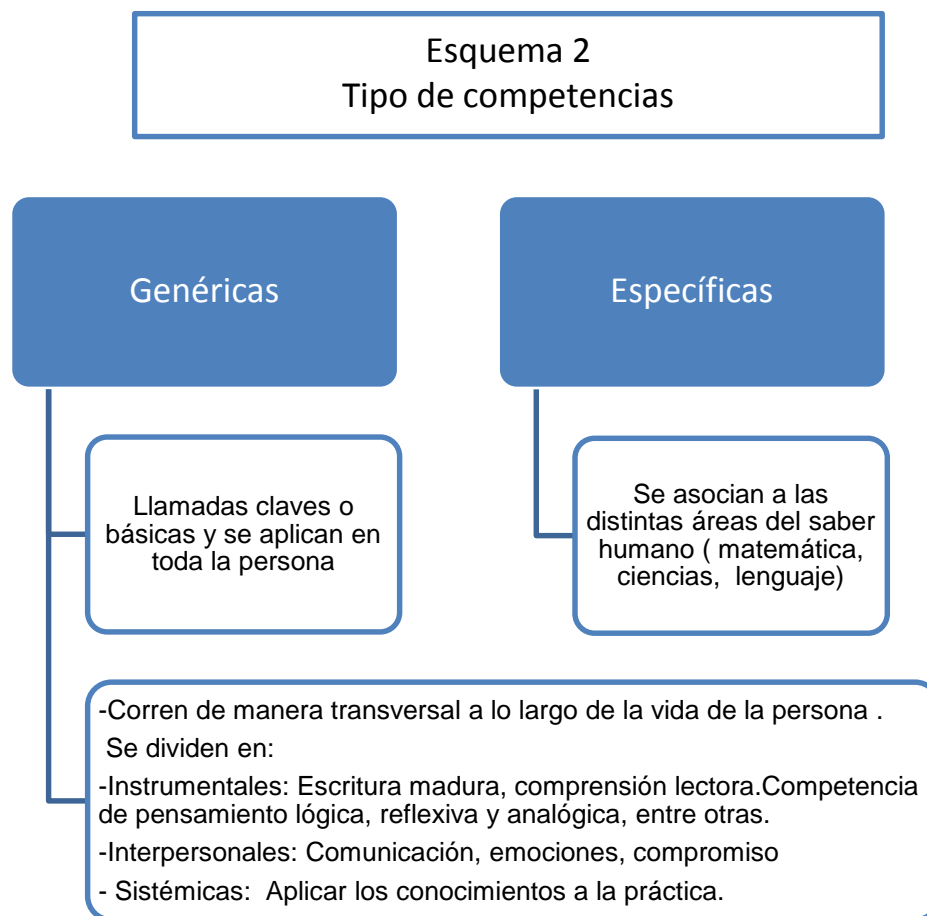 Esquema 2
Tipo de competencias
Genéricas
Específicas
Llamadas claves o
básicas y se aplican en
toda la persona
Se asocian a las
distintas áreas del saber
humano ( matemática,
ciencias,  lenguaje)
-Corren de manera transversal a lo largo de la vida de la persona .
Se dividen en:
-Instrumentales: Escritura madura, comprensión lectora.Competencia
de pensamiento lógica, reflexiva y analógica, entre otras.
-Interpersonales: Comunicación, emociones, compromiso
- Sistémicas:  Aplicar los conocimientos a la práctica.